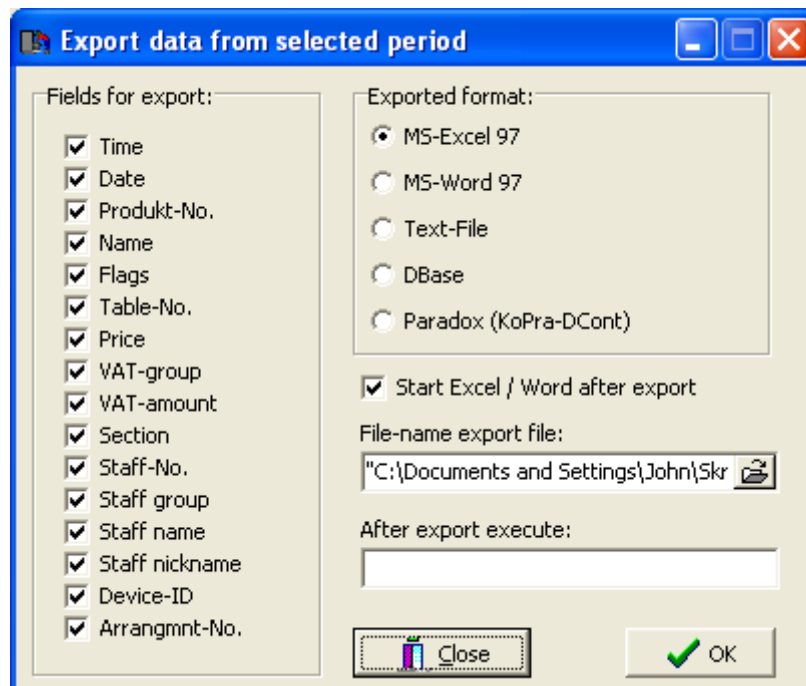 Export data from selected period
Fields for export:
Time
Date
Produkt-No.
Name
Flags
Table-No.
Price
VAT-group
VAT-amount
Section
Staff-No.
Staff group
Staff name
Staff nickname
Device-ID
Arrangmnt-No.
Exported format:
MS-Excel 97
MS-Word 97
Text-File
DBase
Paradox (KoPra-DCont)
Start Excel / Word after export
File-name export file:
"C:\Documents and Settings\John\Skr
After export execute:
Close
OK